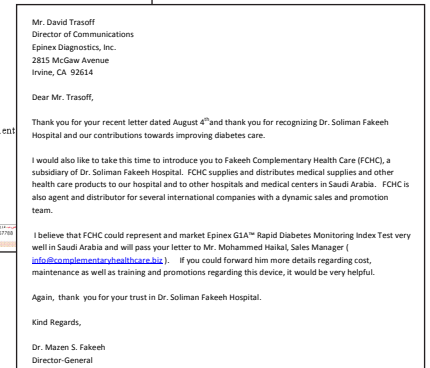 Mr. David Trasoff
Director of Communications
Epinex Diagnostics, Inc.
2815 McGaw Avenue
Irvine, CA 92614
Dear Mr. Trasoff,
Thank you for your recent letter dated August 4th and thank you for recognizing Dr. Soliman Fakeeh
Hospital and our contributions towards improving diabetes care.
I would also like to take this time to introduce you to Fakeeh Complementary Health Care (FCHC), a
subsidiary of Dr. Soliman Fakeeh Hospital. FCHC supplies and distributes medical supplies and other
health care products to our hospital and to other hospitals and medical centers in Saudi Arabia. FCHC is
also agent and distributor for several international companies with a dynamic sales and promotion
team.
I believe that FCHC could represent and market Epinex G1A™ Rapid Diabetes Monitoring Index Test very
well in Saudi Arabia and will pass your letter to Mr. Mohammed Haikal, Sales Manager (
info@complementaryhealthcare.biz ). If you could forward him more details regarding cost,
maintenance as well as training and promotions regarding this device, it would be very helpful.
Again, thank you for your trust in Dr. Soliman Fakeeh Hospital.
Kind Regards,
Dr. Mazen S. Fakeeh
Director-General